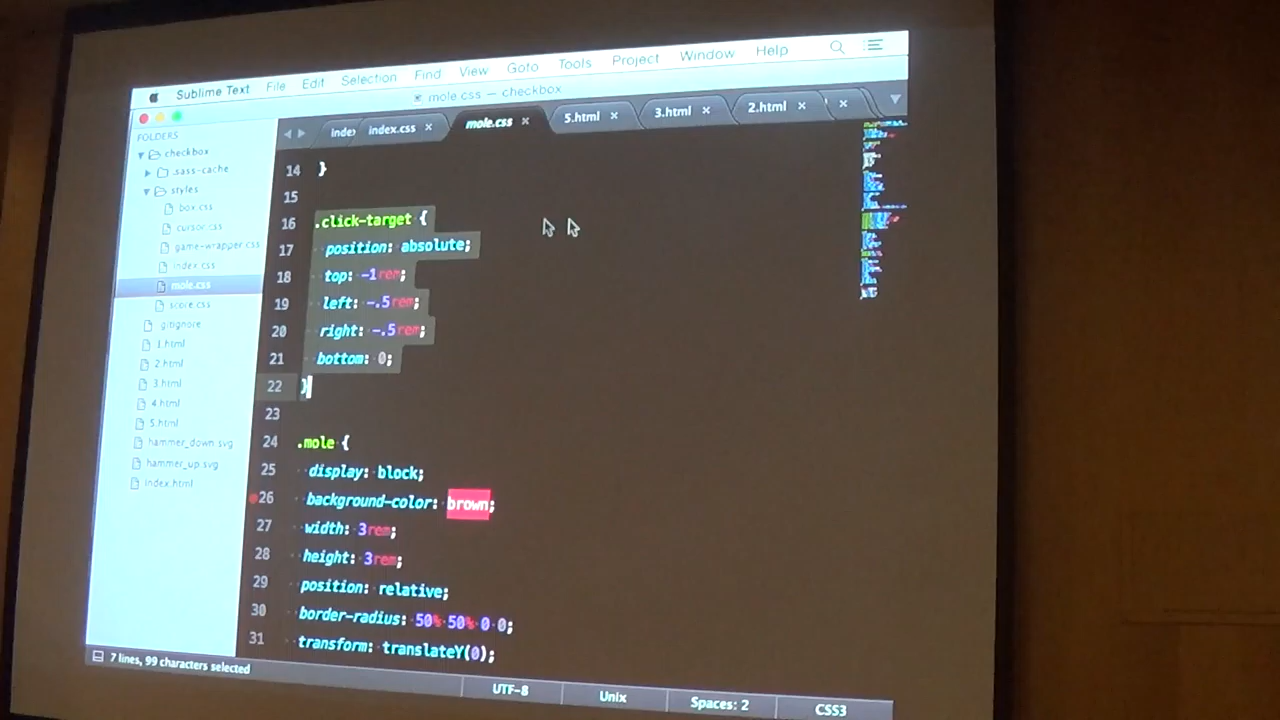 Sublime Text File Edit Selection Find View Goto Tools Project Window Help
mole.css — checkbox
index.css mole.css 5.html 3.html 2.html
FOLDERS
checkbox
.sass-cache
styles
box.css
cursor.css
game-wrapper.css
index.css
mole.css
score.css
.gitignore
1.html
2.html
3.html
4.html
5.html
hammer_down.svg
hammer_up.svg
index.html
14 }
15
16 .click-target {
17 position: absolute;
18 top: -1rem;
19 left: -.5rem;
20 right: -.5rem;
21 bottom: 0;
22 }
23
24 .mole {
25 display: block;
26 background-color: brown;
27 width: 3rem;
28 height: 3rem;
29 position: relative;
30 border-radius: 50% 50% 0 0;
31 transform: translateY(0);
7 lines, 99 characters selected UTF-8 Unix Spaces: 2 CSS3